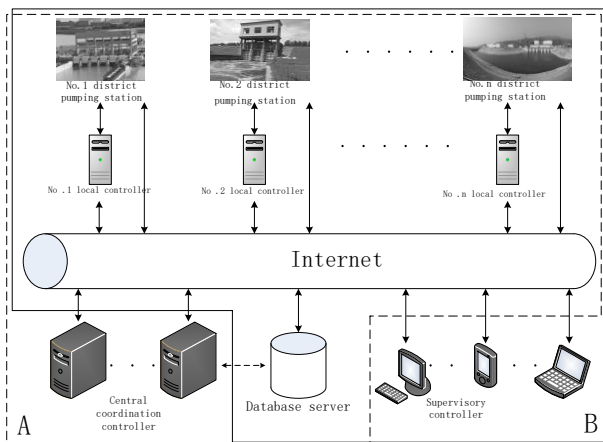 No.1 district
pumping station
No.2 district
pumping station
No.n district
pumping station
No.1 local controller
No.2 local controller
No.n local controller
Internet
Central
coordination
controller
Database server
Supervisory
controller
A
B